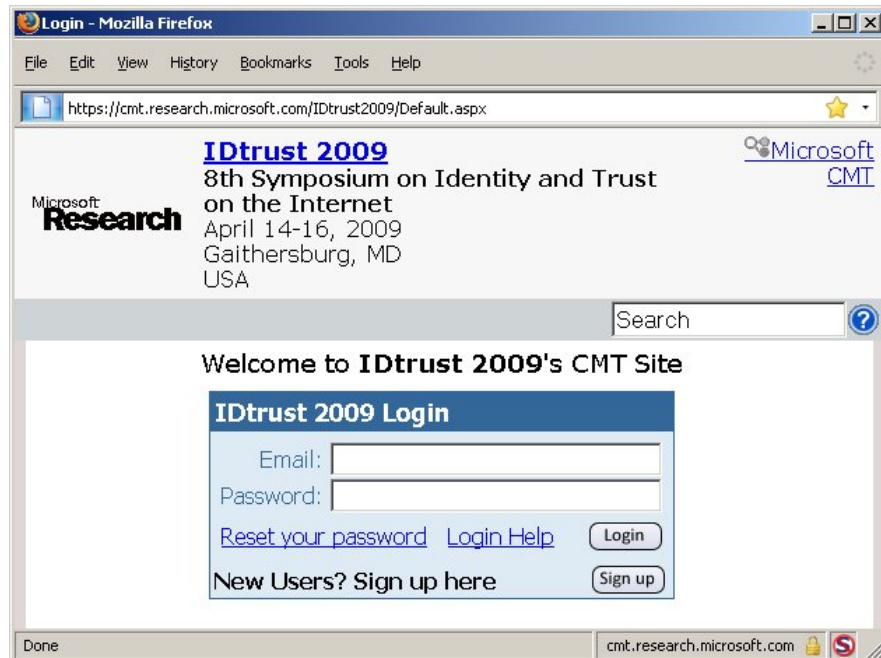 Login - Mozilla Firefox
File Edit View History Bookmarks Tools Help
https://cmt.research.microsoft.com/IDtrust2009/Default.aspx
Microsoft
Research
IDtrust 2009
8th Symposium on Identity and Trust
on the Internet
April 14-16, 2009
Gaithersburg, MD
USA
Microsoft
CMT
Search
?
Welcome to IDtrust 2009's CMT Site
IDtrust 2009 Login
Email:
Password:
Reset your password Login Help Login
New Users? Sign up here Sign up
Done cmt.research.microsoft.com S